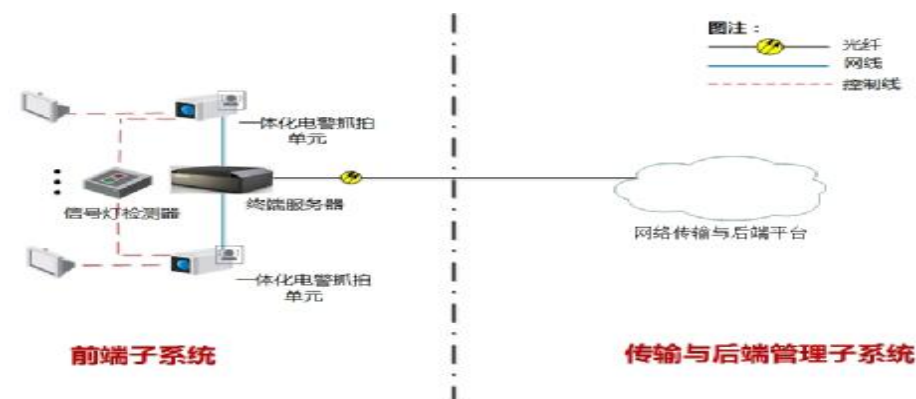 图注：
光纤
网线
控制线
一体化电警抓拍
单元
信号灯检测器
终端服务器
网络传输与后端平台
一体化电警抓拍
单元
前端子系统
传输与后端管理子系统